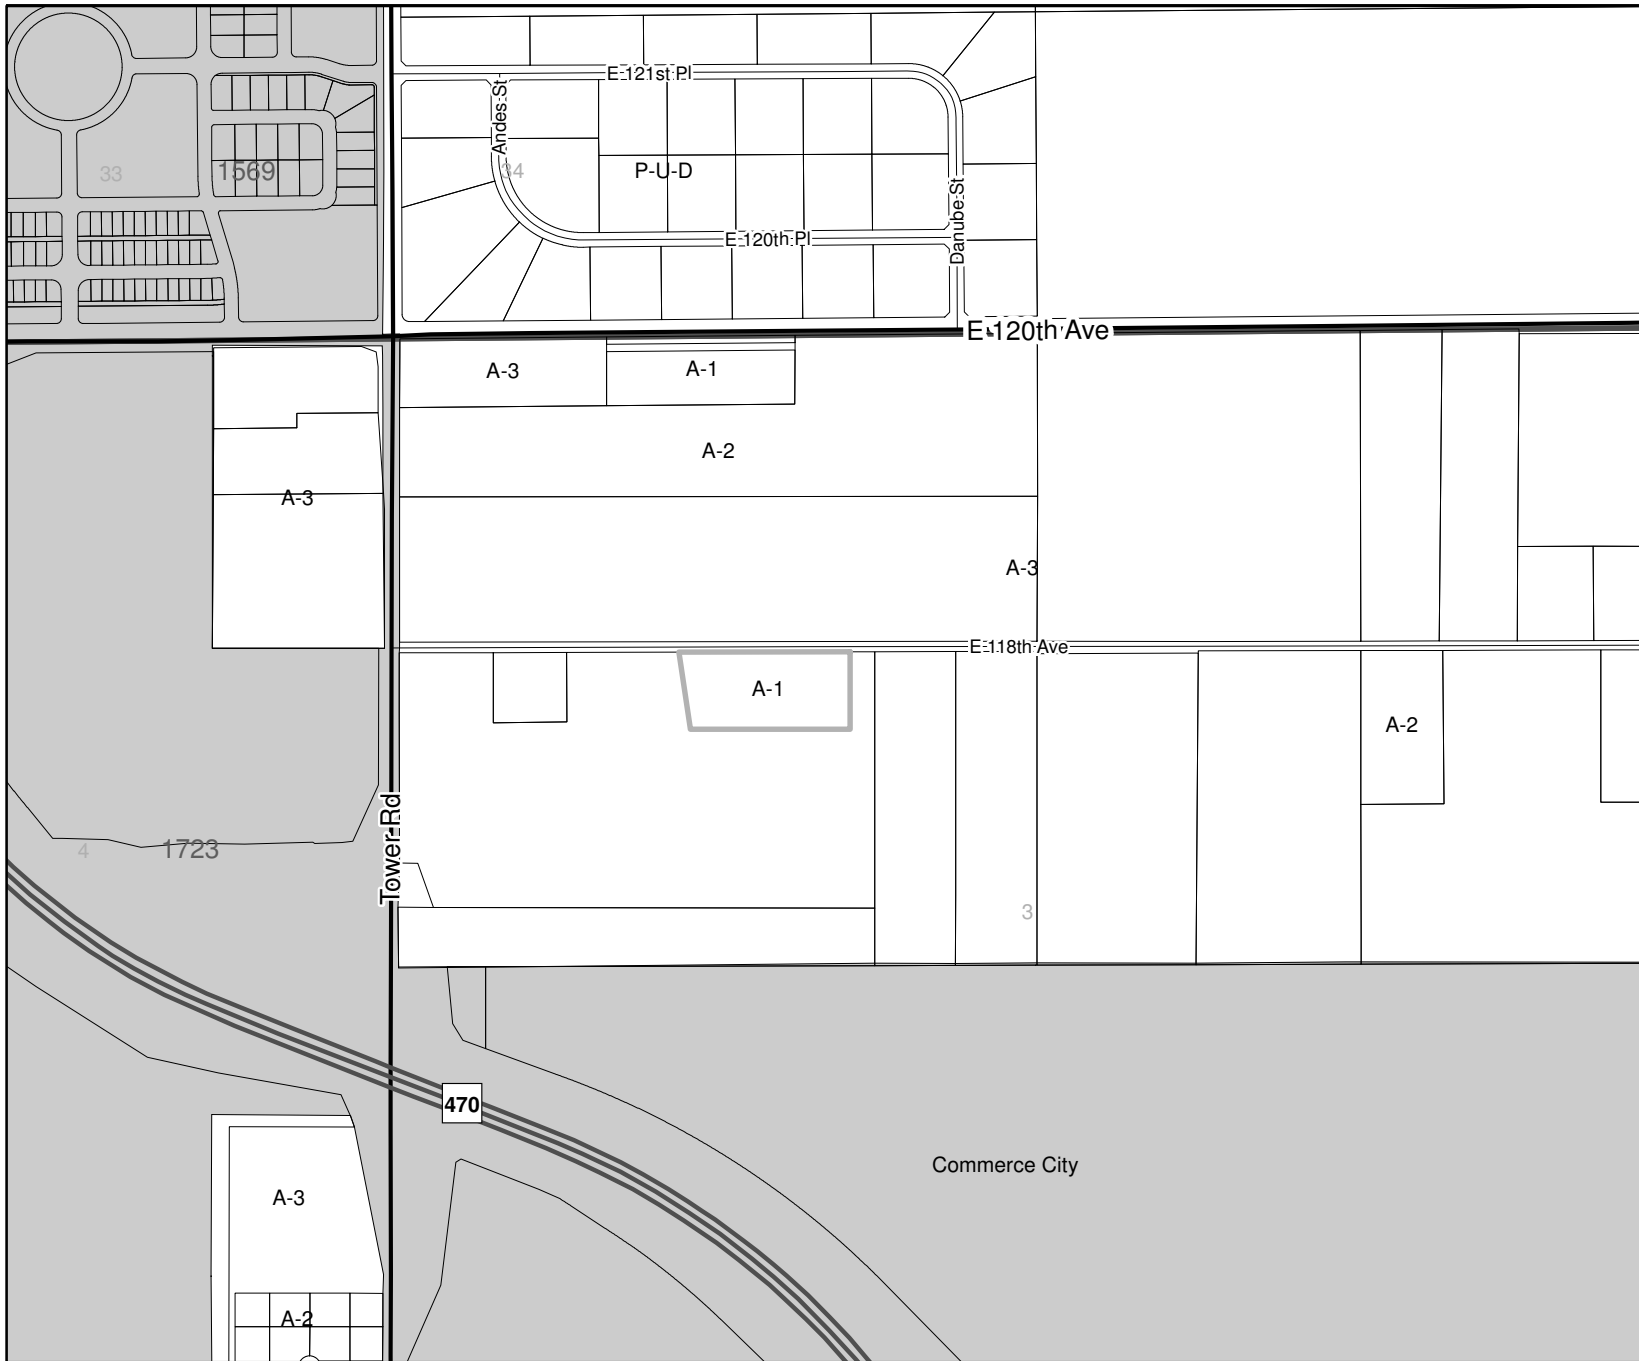 E 121st Pl
Andes St
33
1569
34
P-U-D
Danube St
E 120th Pl
E 120th Ave
A-3
A-1
A-2
A-3
A-3
E 118th Ave
A-1
A-2
Tower Rd
4
1723
3
470
Commerce City
A-3
A-2